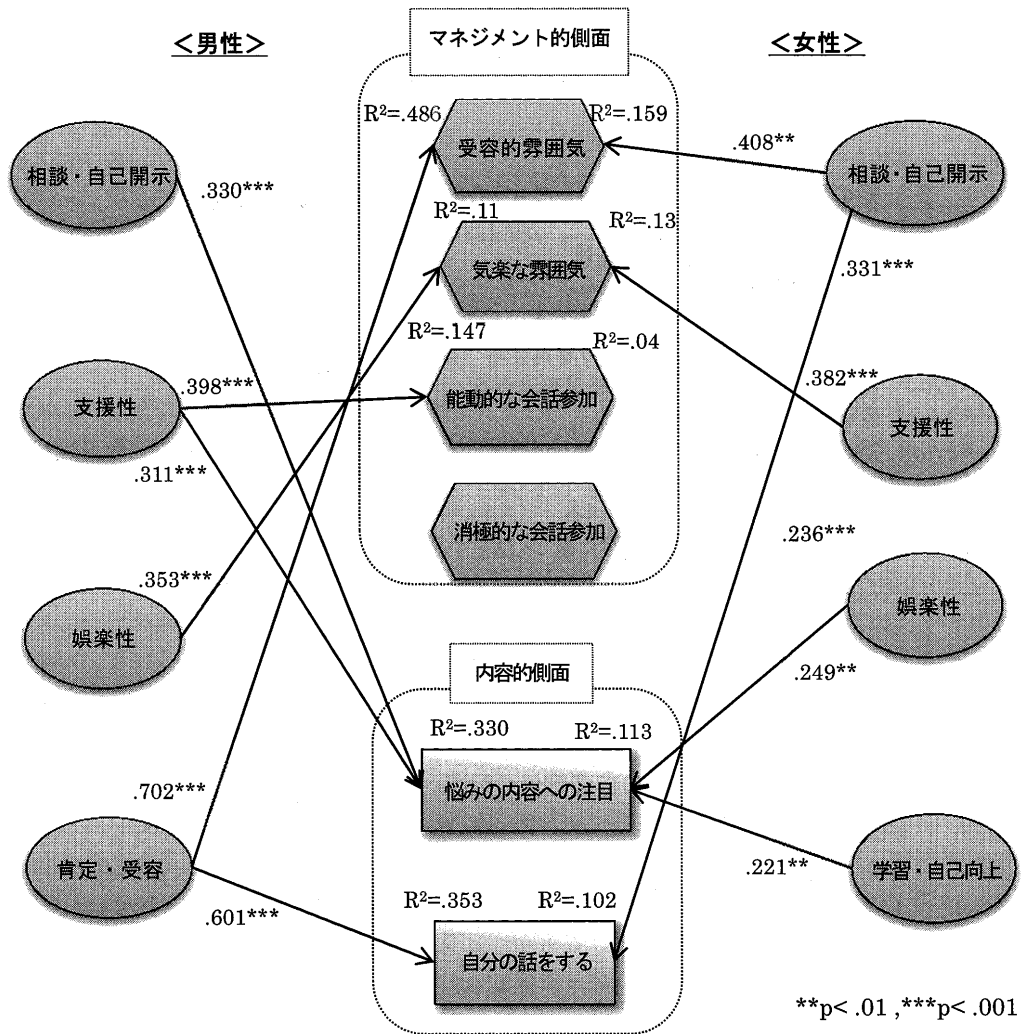 マネジメント的側面
<男性>
<女性>
R²=.486
R²=.159
受容的雰囲気
.408**
相談・自己開示
相談・自己開示
.330***
R²=.11
R²=.13
気楽な雰囲気
.331***
R²=.147
R²=.04
.398***
.382***
支援性
能動的な会話参加
支援性
.311***
消極的な会話参加
.236***
.353***
娯楽性
娯楽性
内容的側面
.249**
R²=.330
R²=.113
悩みの内容への注目
.702***
肯定・受容
.221**
学習・自己向上
.601***
R²=.353
R²=.102
自分の話をする
**p< .01 ,***p< .001